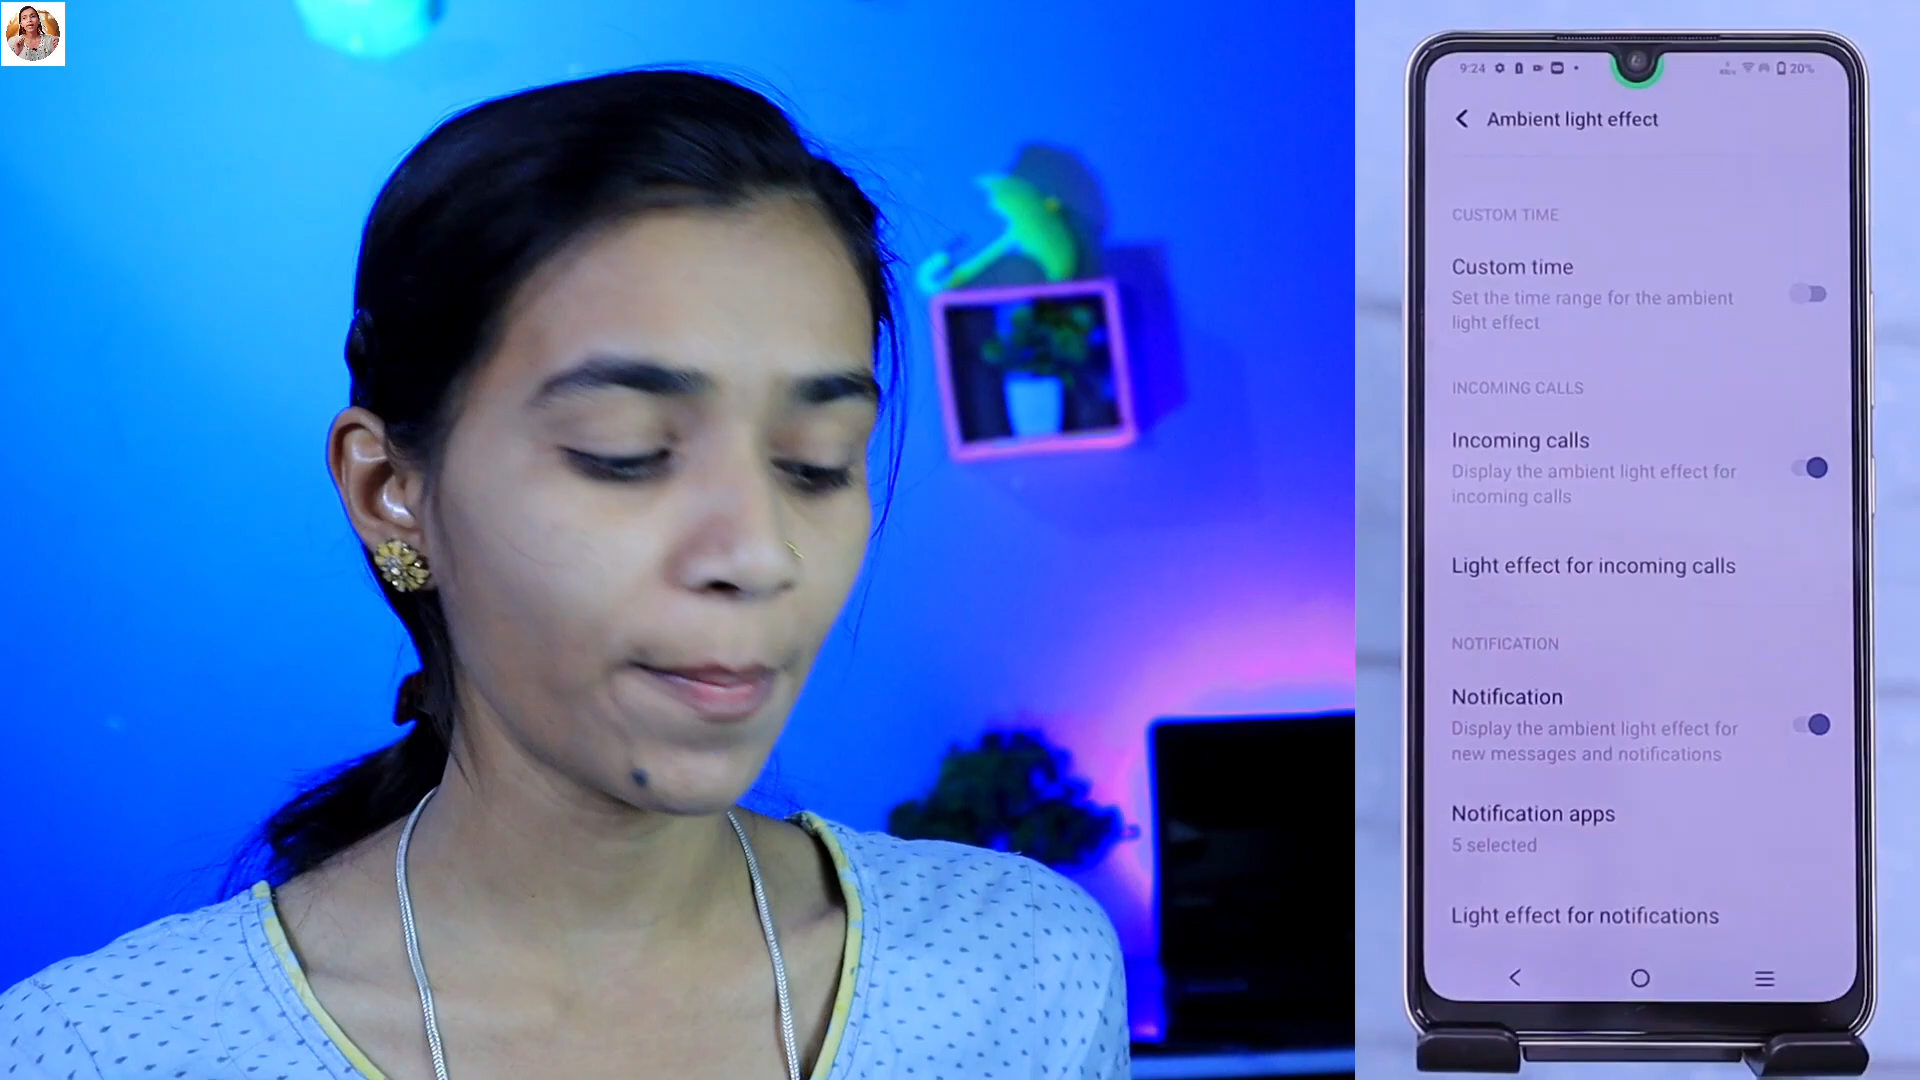 9:24
20%
Ambient light effect
CUSTOM TIME
Custom time
Set the time range for the ambient
light effect
INCOMING CALLS
Incoming calls
Display the ambient light effect for
incoming calls
Light effect for incoming calls
NOTIFICATION
Notification
Display the ambient light effect for
new messages and notifications
Notification apps
5 selected
Light effect for notifications